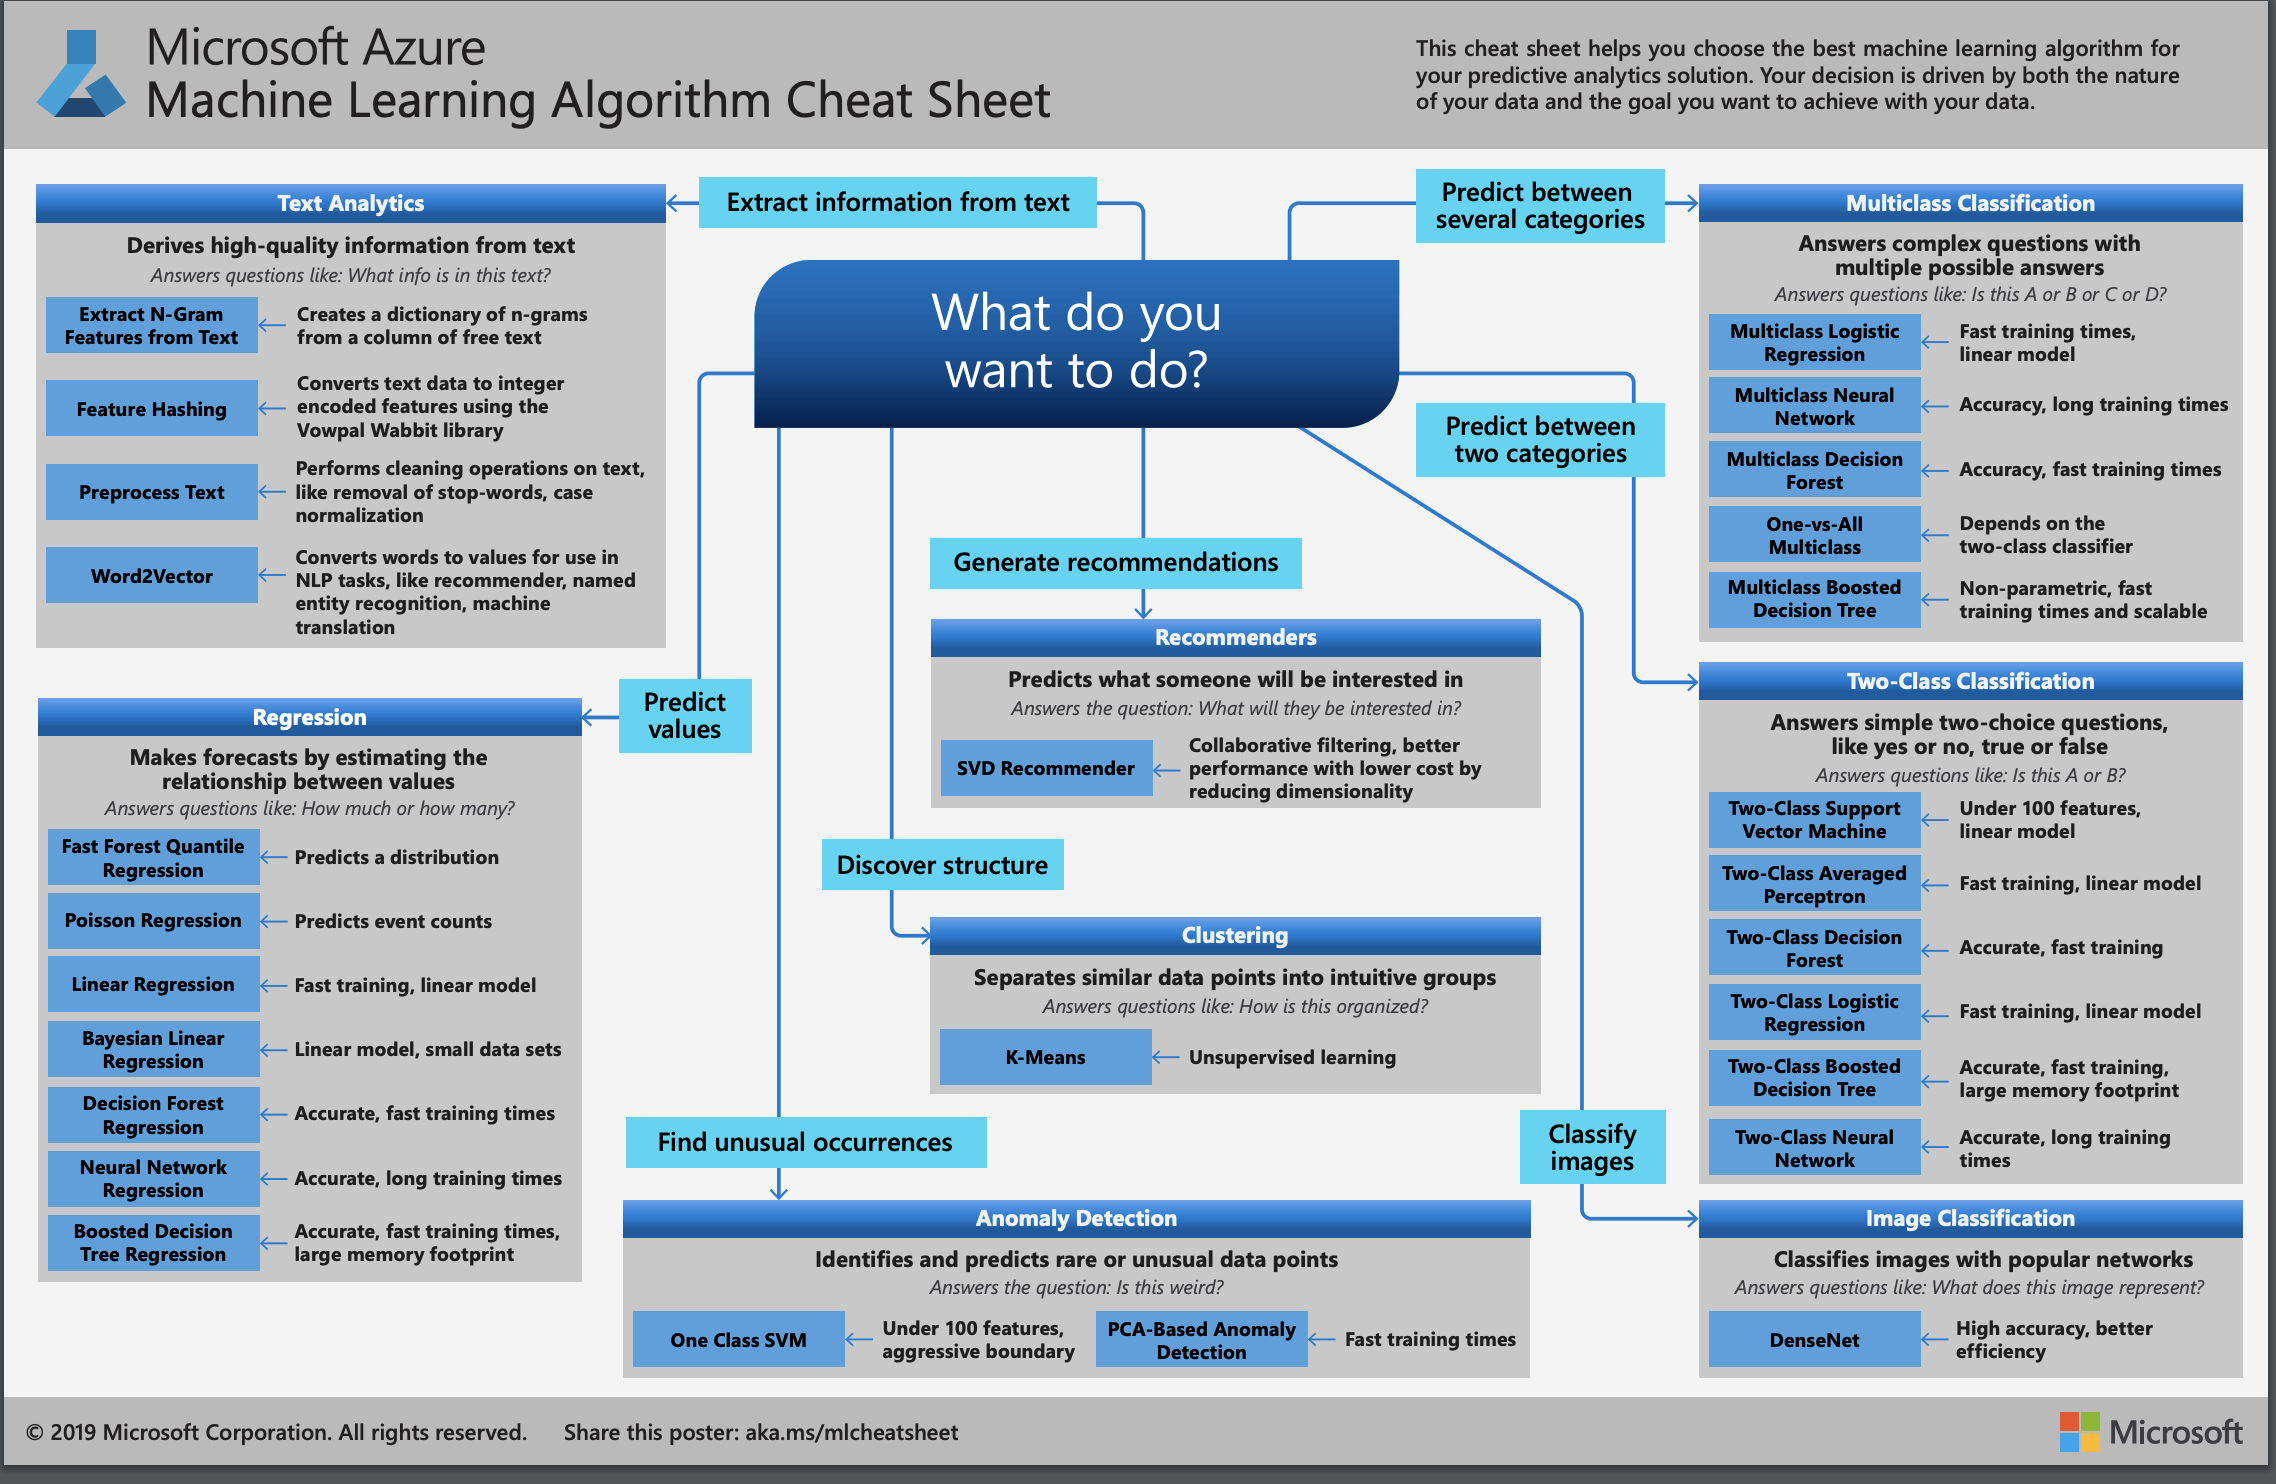 Microsoft Azure
Machine Learning Algorithm Cheat Sheet
This cheat sheet helps you choose the best machine learning algorithm for
your predictive analytics solution. Your decision is driven by both the nature
of your data and the goal you want to achieve with your data.
What do you
want to do?
Extract information from text
Text Analytics
Derives high-quality information from text
Answers questions like: What info is in this text?
Extract N-Gram
Features from Text
Creates a dictionary of n-grams
from a column of free text
Feature Hashing
Converts text data to integer
encoded features using the
Vowpal Wabbit library
Preprocess Text
Performs cleaning operations on text,
like removal of stop-words, case
normalization
Word2Vector
Converts words to values for use in
NLP tasks, like recommender, named
entity recognition, machine
translation
Predict
values
Regression
Makes forecasts by estimating the
relationship between values
Answers questions like: How much or how many?
Fast Forest Quantile
Regression
Predicts a distribution
Poisson Regression
Predicts event counts
Linear Regression
Fast training, linear model
Bayesian Linear
Regression
Linear model, small data sets
Decision Forest
Regression
Accurate, fast training times
Neural Network
Regression
Accurate, long training times
Boosted Decision
Tree Regression
Accurate, fast training times,
large memory footprint
Generate recommendations
Recommenders
Predicts what someone will be interested in
Answers the question: What will they be interested in?
SVD Recommender
Collaborative filtering, better
performance with lower cost by
reducing dimensionality
Discover structure
Clustering
Separates similar data points into intuitive groups
Answers questions like: How is this organized?
K-Means
Unsupervised learning
Find unusual occurrences
Anomaly Detection
Identifies and predicts rare or unusual data points
Answers the question: Is this weird?
One Class SVM
Under 100 features,
aggressive boundary
PCA-Based Anomaly
Detection
Fast training times
Predict between
several categories
Multiclass Classification
Answers complex questions with
multiple possible answers
Answers questions like: Is this A or B or C or D?
Multiclass Logistic
Regression
Fast training times,
linear model
Multiclass Neural
Network
Accuracy, long training times
Multiclass Decision
Forest
Accuracy, fast training times
One-vs-All
Multiclass
Depends on the
two-class classifier
Multiclass Boosted
Decision Tree
Non-parametric, fast
training times and scalable
Predict between
two categories
Two-Class Classification
Answers simple two-choice questions,
like yes or no, true or false
Answers questions like: Is this A or B?
Two-Class Support
Vector Machine
Under 100 features,
linear model
Two-Class Averaged
Perceptron
Fast training, linear model
Two-Class Decision
Forest
Accurate, fast training
Two-Class Logistic
Regression
Fast training, linear model
Two-Class Boosted
Decision Tree
Accurate, fast training,
large memory footprint
Two-Class Neural
Network
Accurate, long training
times
Classify
images
Image Classification
Classifies images with popular networks
Answers questions like: What does this image represent?
DenseNet
High accuracy, better
efficiency
© 2019 Microsoft Corporation. All rights reserved.
Share this poster: aka.ms/mlcheatsheet
Microsoft